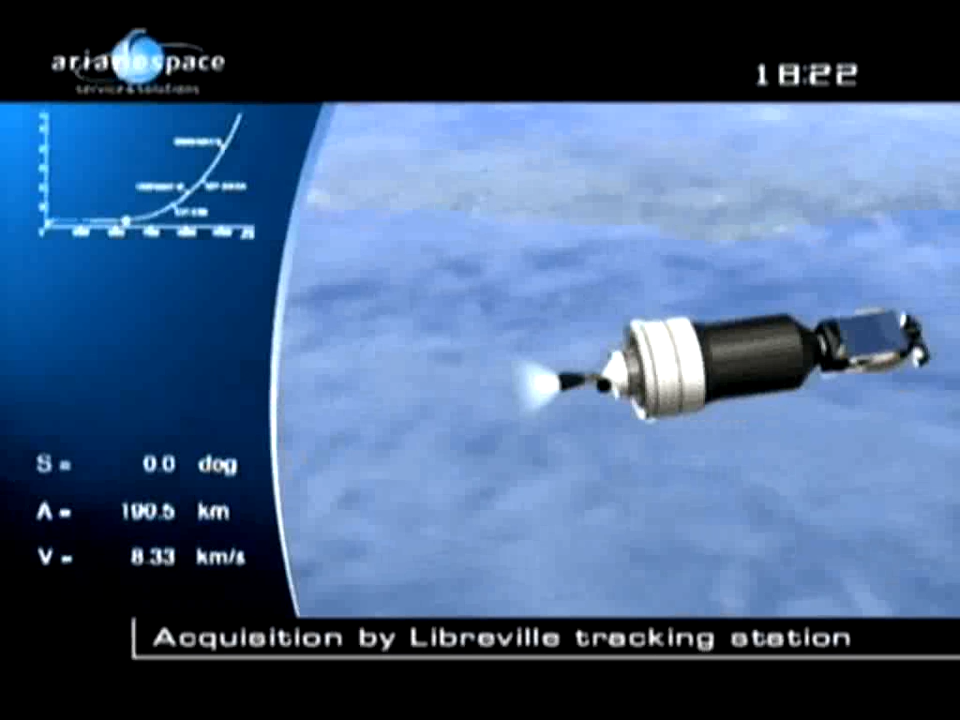 arianespace
service & solutions
18:22
S = 0.0 deg
A = 190.5 km
V = 8.33 km/s
Acquisition by Libreville tracking station